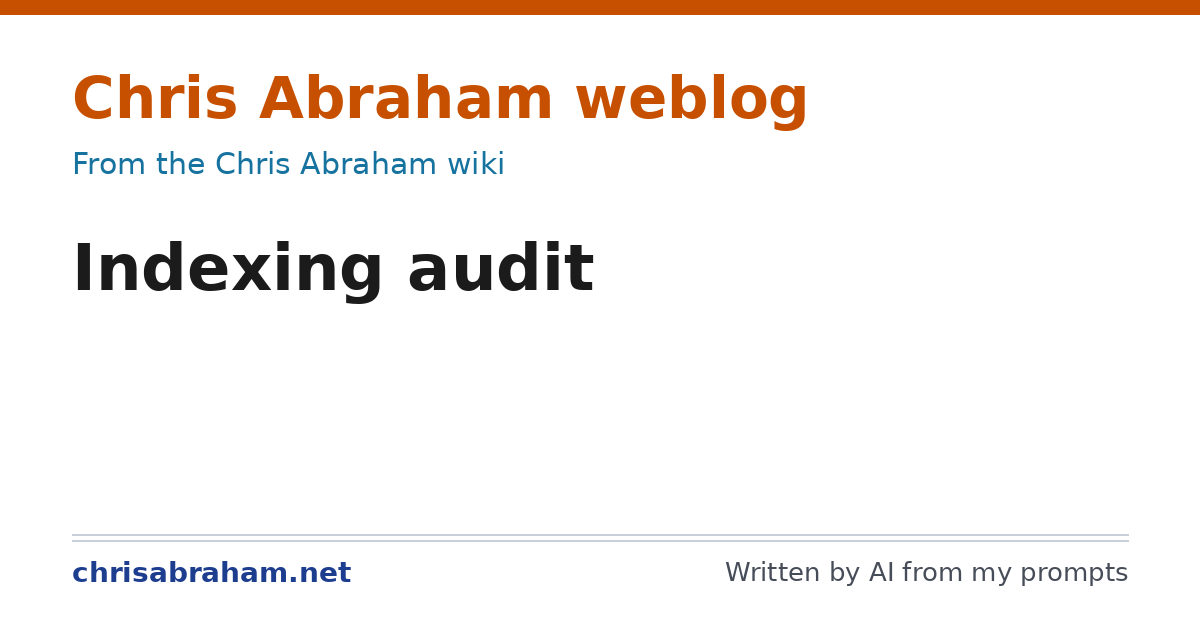 Chris Abraham weblog
From the Chris Abraham wiki
Indexing audit
chrisabraham.net
Written by AI from my prompts